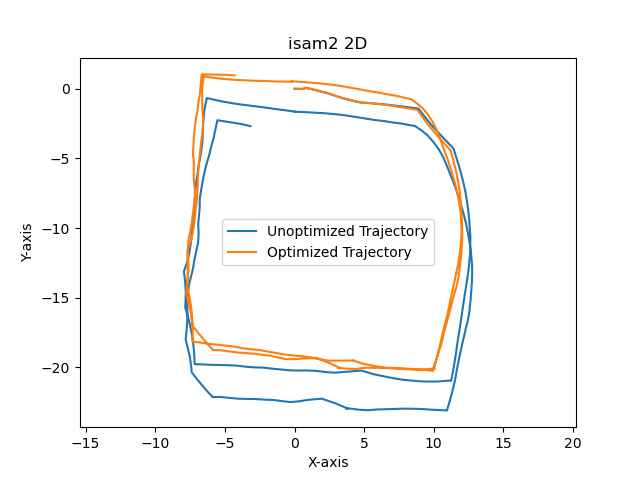 isam2 2D
Y-axis
0
−5
−10
−15
−20
Unoptimized Trajectory
Optimized Trajectory
−15
−10
−5
0
5
10
15
20
X-axis